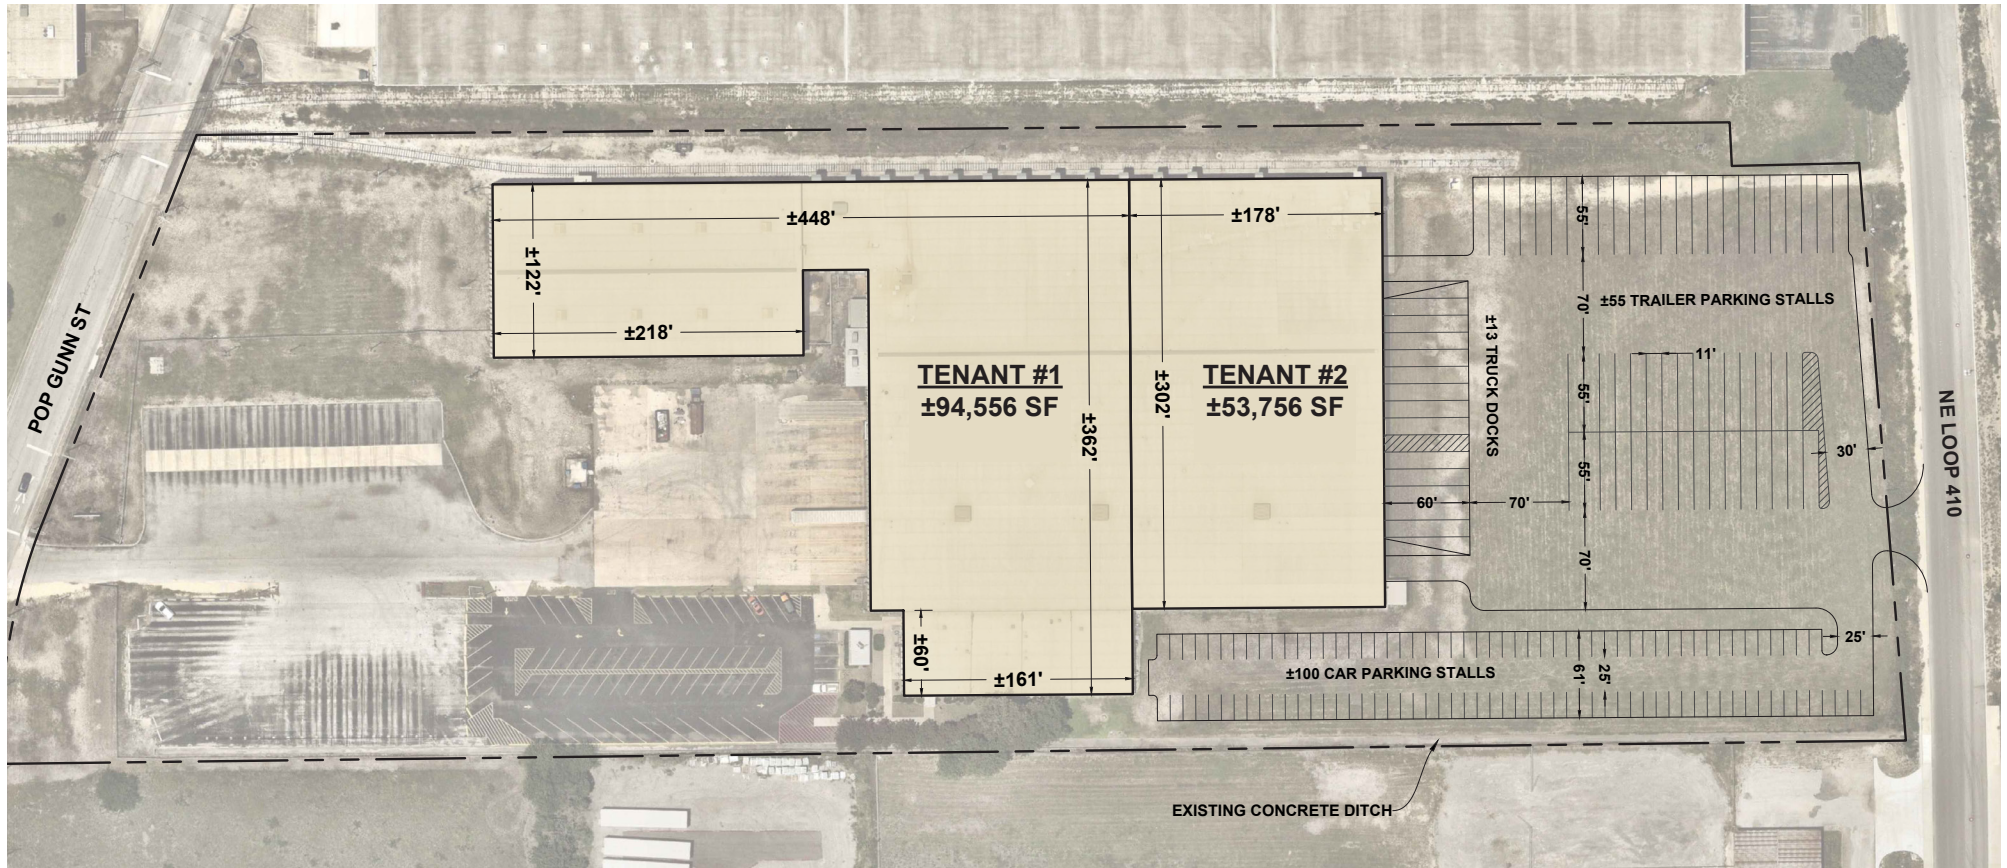 ±448'
±178'
±122'
±218'
TENANT #1
±94,556 SF
±362'
±302'
TENANT #2
±53,756 SF
±60'
±161'
POP GUNN ST
±13 TRUCK DOCKS
60'
70'
55'
70'
±55 TRAILER PARKING STALLS
11'
55'
55'
30'
70'
NE LOOP 410
25'
±100 CAR PARKING STALLS
61'
25'
EXISTING CONCRETE DITCH